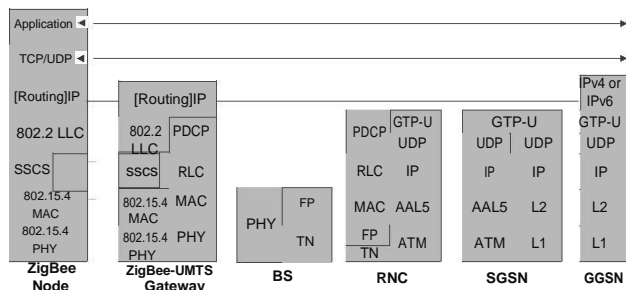 Application
TCP/UDP
[Routing]IP
802.2 LLC
SSCS
802.15.4
MAC
802.15.4
PHY
ZigBee
Node
[Routing]IP
802.2
LLC
PDCP
SSCS
RLC
802.15.4
MAC
MAC
802.15.4
PHY
PHY
ZigBee-UMTS
Gateway
PHY
FP
TN
BS
PDCP
GTP-U
UDP
RLC
IP
MAC
AAL5
FP
TN
ATM
RNC
GTP-U
UDP
UDP
IP
IP
AAL5
L2
ATM
L1
SGSN
IPv4 or
IPv6
GTP-U
UDP
IP
L2
L1
GGSN